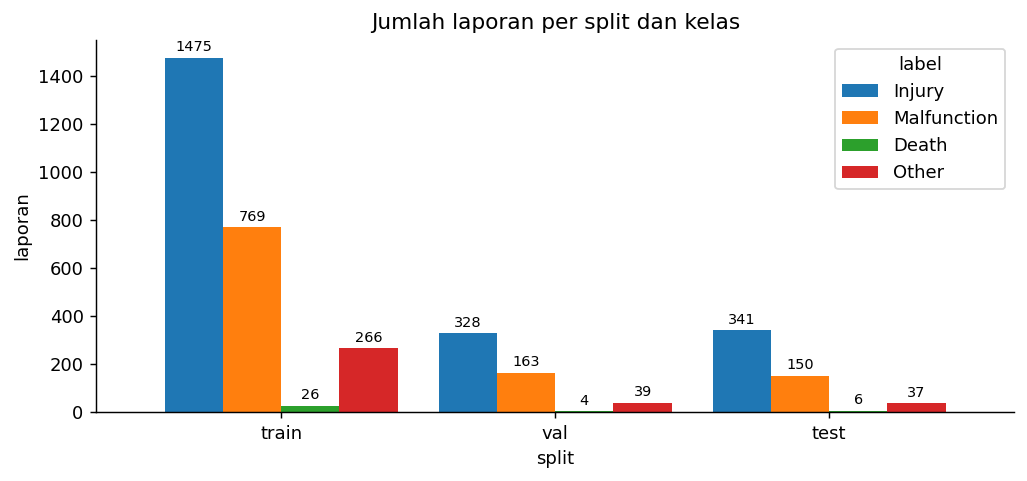 Jumlah laporan per split dan kelas
1475
1400
1200
1000
800
600
400
200
0
laporan
769
26
266
328
163
4
39
341
150
6
37
train
val
test
split
label
Injury
Malfunction
Death
Other